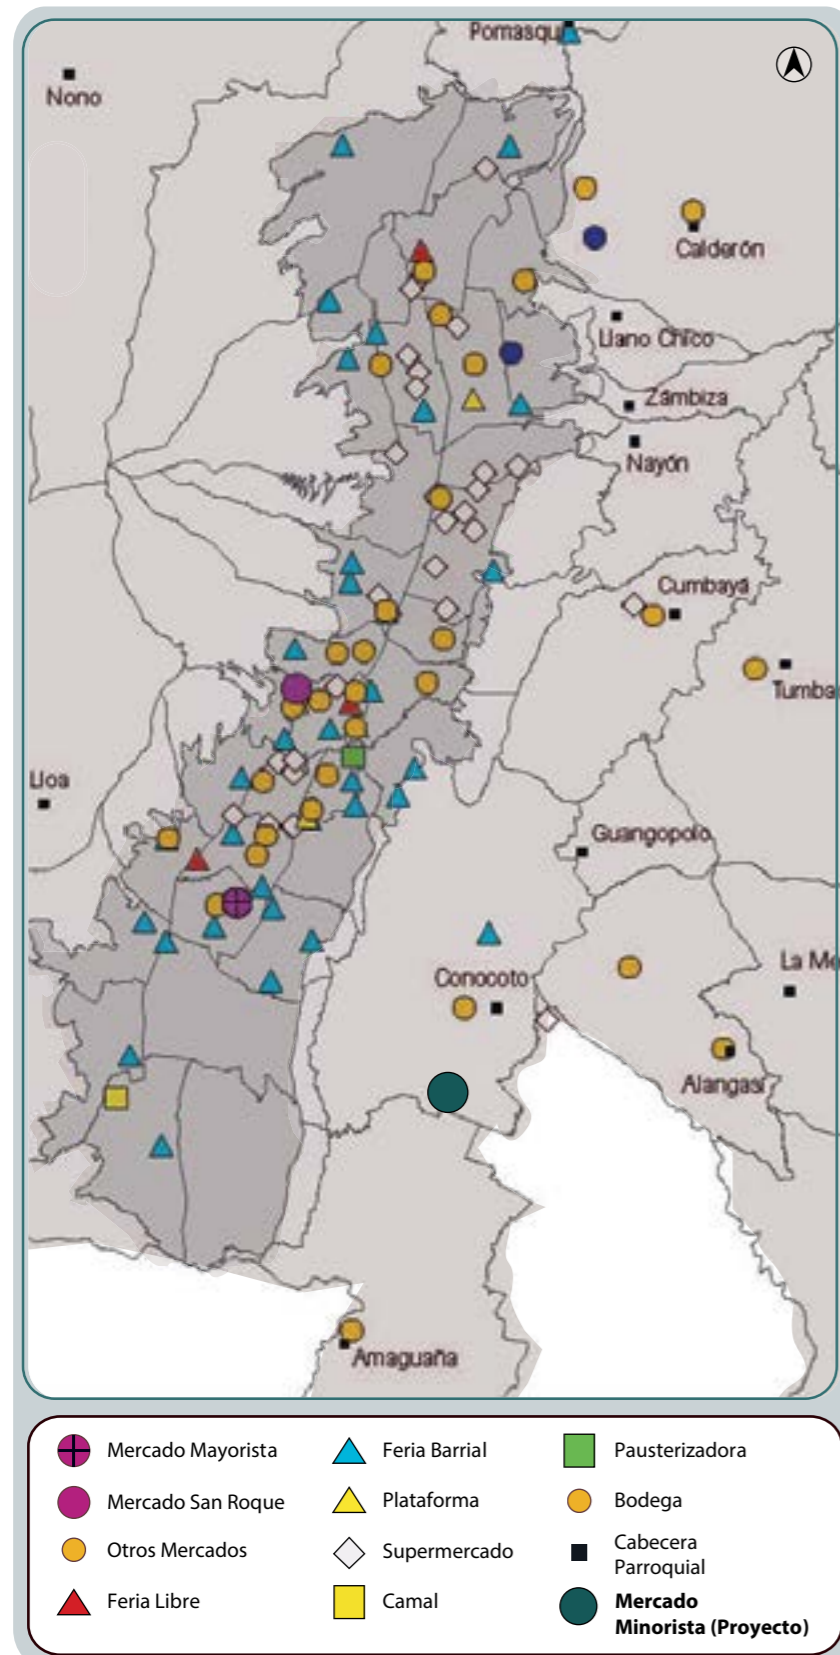 Pomasqui
Nono
Calderón
Llano Chico
Zámbiza
Nayón
Cumbayá
Tumba
Lloa
Guangopolo
Conocoto
La Me
Alangasí
Amaguaña
Mercado Mayorista
Mercado San Roque
Otros Mercados
Feria Libre
Feria Barrial
Plataforma
Supermercado
Camal
Pausterizadora
Bodega
Cabecera
Parroquial
Mercado
Minorista (Proyecto)